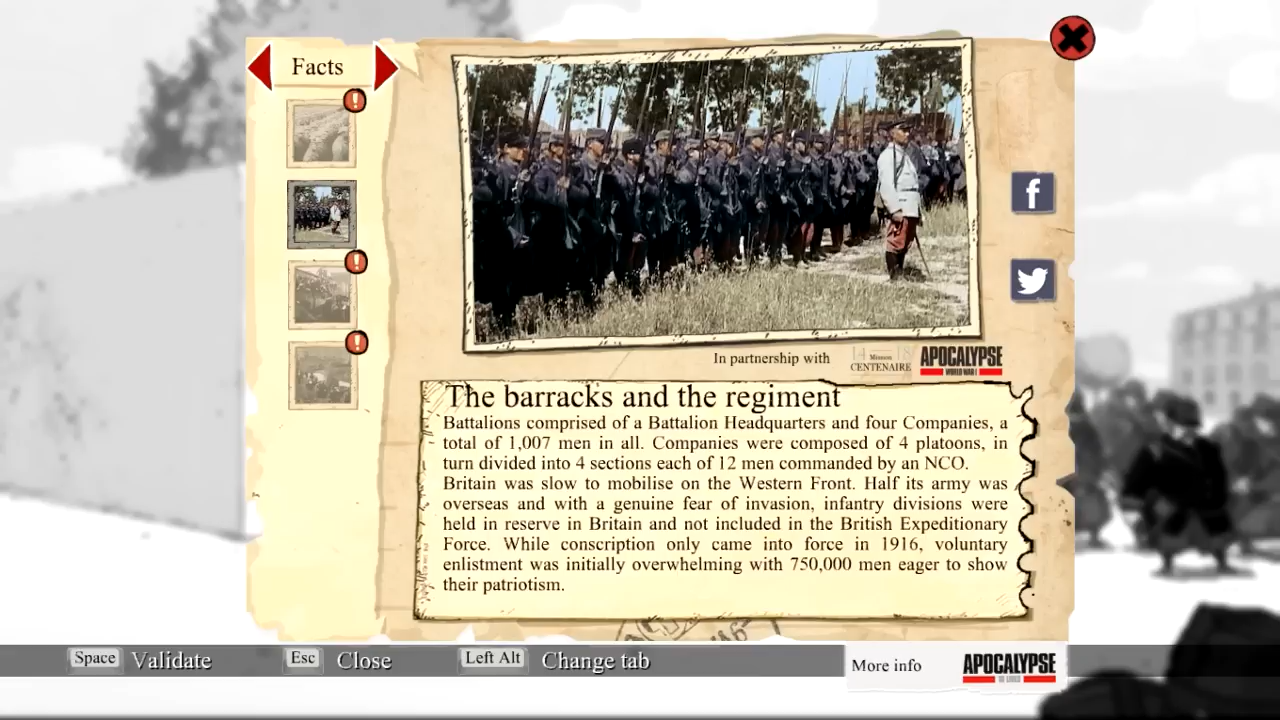 Facts
In partnership with
14 Mission 18
CENTENAIRE
APOCALYPSE
WORLD WAR I
The barracks and the regiment
Battalions comprised of a Battalion Headquarters and four Companies, a
total of 1,007 men in all. Companies were composed of 4 platoons, in
turn divided into 4 sections each of 12 men commanded by an NCO.
Britain was slow to mobilise on the Western Front. Half its army was
overseas and with a genuine fear of invasion, infantry divisions were
held in reserve in Britain and not included in the British Expeditionary
Force. While conscription only came into force in 1916, voluntary
enlistment was initially overwhelming with 750,000 men eager to show
their patriotism.
Space Validate Esc Close Left Alt Change tab More info APOCALYPSE